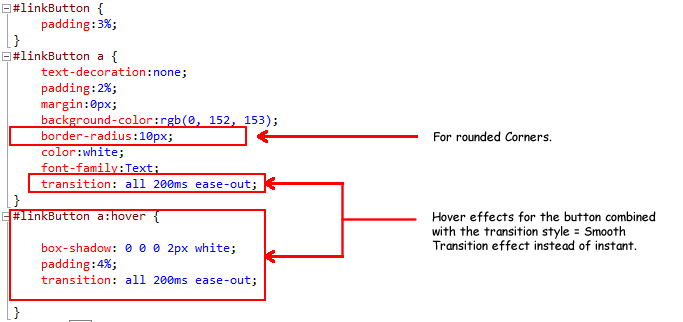 #linkButton {
padding:3%;
}
#linkButton a {
text-decoration:none;
padding:2%;
margin:0px;
background-color:rgb(0, 152, 153);
border-radius:10px;
For rounded Corners.
color:white;
font-family:Text;
transition: all 200ms ease-out;
}
#linkButton a:hover {
box-shadow: 0 0 0 2px white;
padding:4%;
transition: all 200ms ease-out;
}
Hover effects for the button combined
with the transition style = Smooth
Transition effect instead of instant.